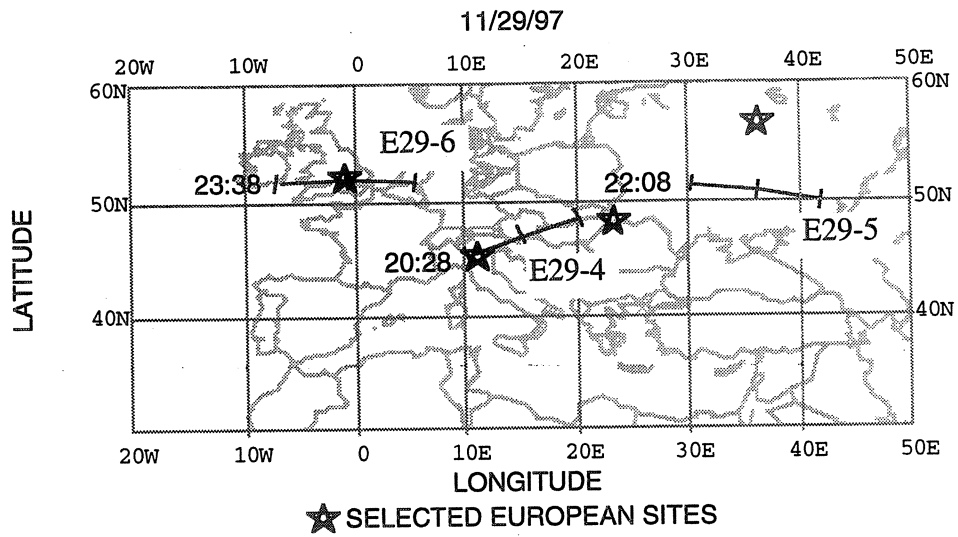 11/29/97
20W 10W 0 10E 20E 30E 40E 50E
60N 60N
E29-6
23:38 22:08
50N 50N
E29-5
20:28 E29-4
40N 40N
LATITUDE
20W 10W 0 10E 20E 30E 40E 50E
LONGITUDE
SELECTED EUROPEAN SITES